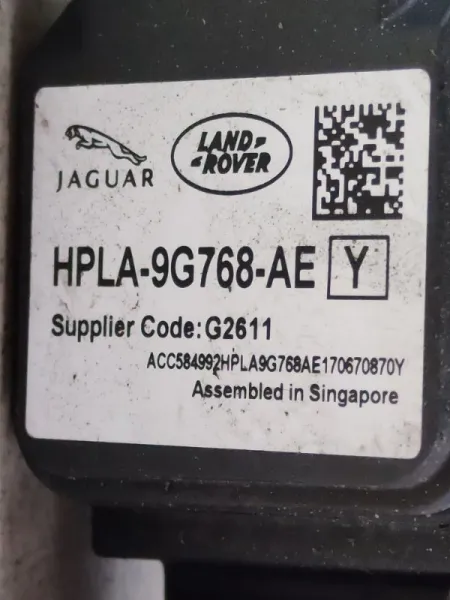 JAGUAR
LAND-
ROVER
HPLA-9G768-AE Y
Supplier Code:G2611
ACC584992HPLA9G768AE170670870Y
Assembled in Singapore